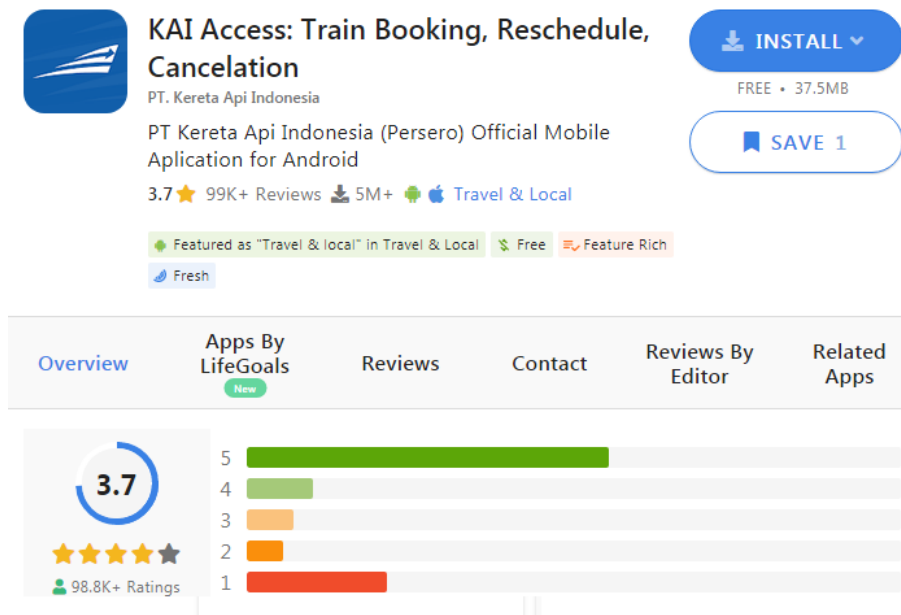 KAI Access: Train Booking, Reschedule,
Cancelation
PT. Kereta Api Indonesia
PT Kereta Api Indonesia (Persero) Official Mobile
Aplication for Android
3.7 99K+ Reviews 5M+ Travel & Local
Featured as "Travel & local" in Travel & Local Free Feature Rich
Fresh
INSTALL
FREE • 37.5MB
SAVE 1
Overview
Apps By
LifeGoals
New
Reviews
Contact
Reviews By
Editor
Related
Apps
3.7
98.8K+ Ratings
5
4
3
2
1